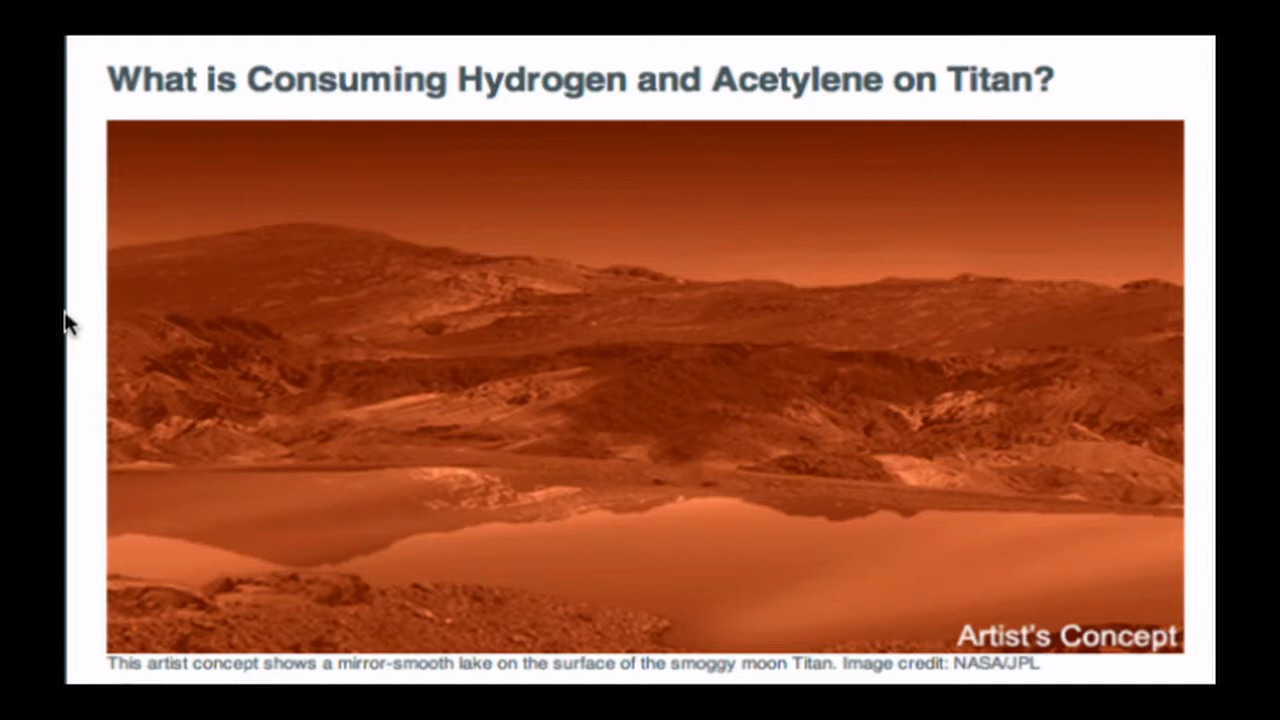 What is Consuming Hydrogen and Acetylene on Titan?
Artist's Concept
This artist concept shows a mirror-smooth lake on the surface of the smoggy moon Titan. Image credit: NASA/JPL